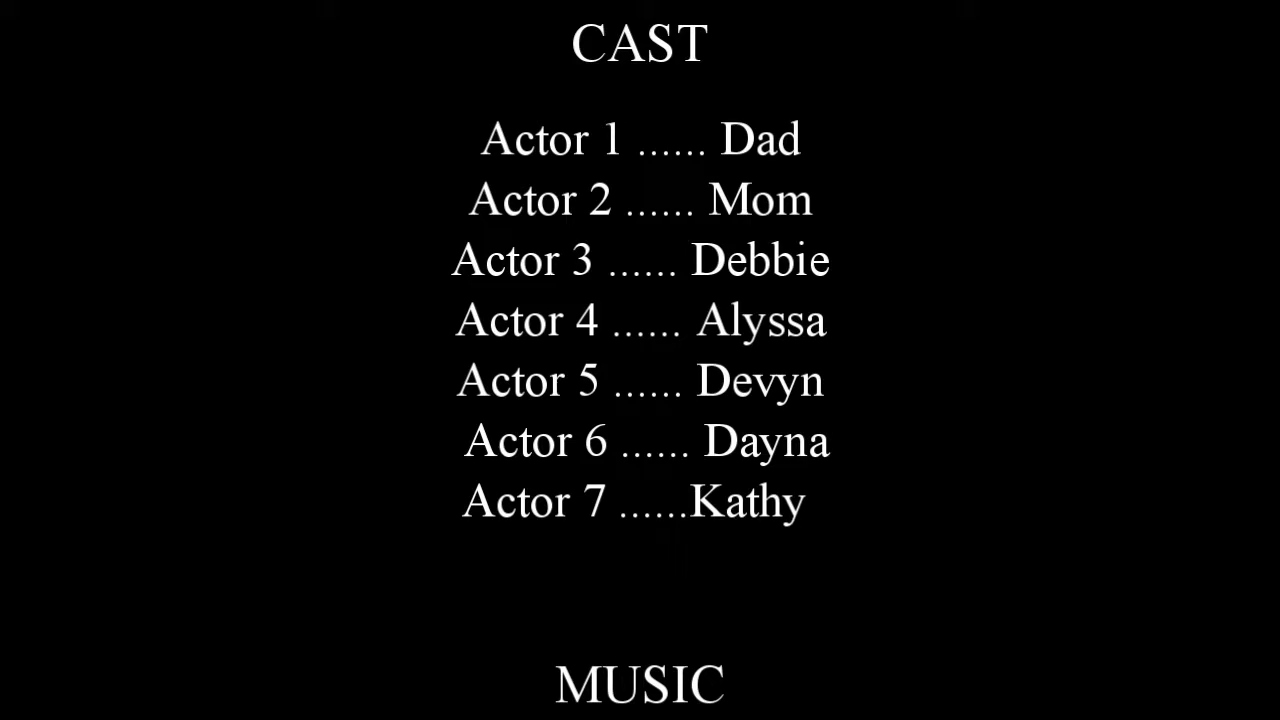 CAST
Actor 1 ...... Dad
Actor 2 ...... Mom
Actor 3 ...... Debbie
Actor 4 ...... Alyssa
Actor 5 ...... Devyn
Actor 6 ...... Dayna
Actor 7 ......Kathy
MUSIC